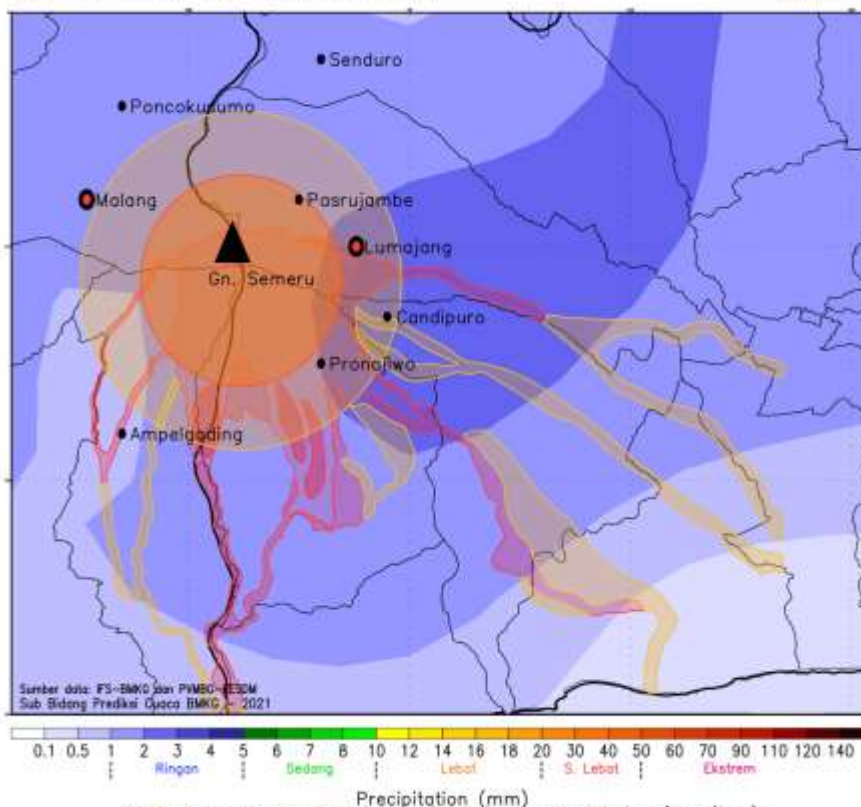 Senduro
Poncokusumo
Malang
Pasrujambe
Lumajang
Gn. Semeru
Candipuro
Pronojiwo
Ampelgading
Sumber data: IFS-BMKG dan PVMBG-KESDM
Sub Bidang Prediksi Cuaca BMKG - 2021
0.1 0.5 1 2 3 4 5 6 7 8 10 12 14 16 18 20 30 40 50 60 70 90 110 120 140
Ringan Sedang Lebat S. Lebat Ekstrem
Precipitation (mm)